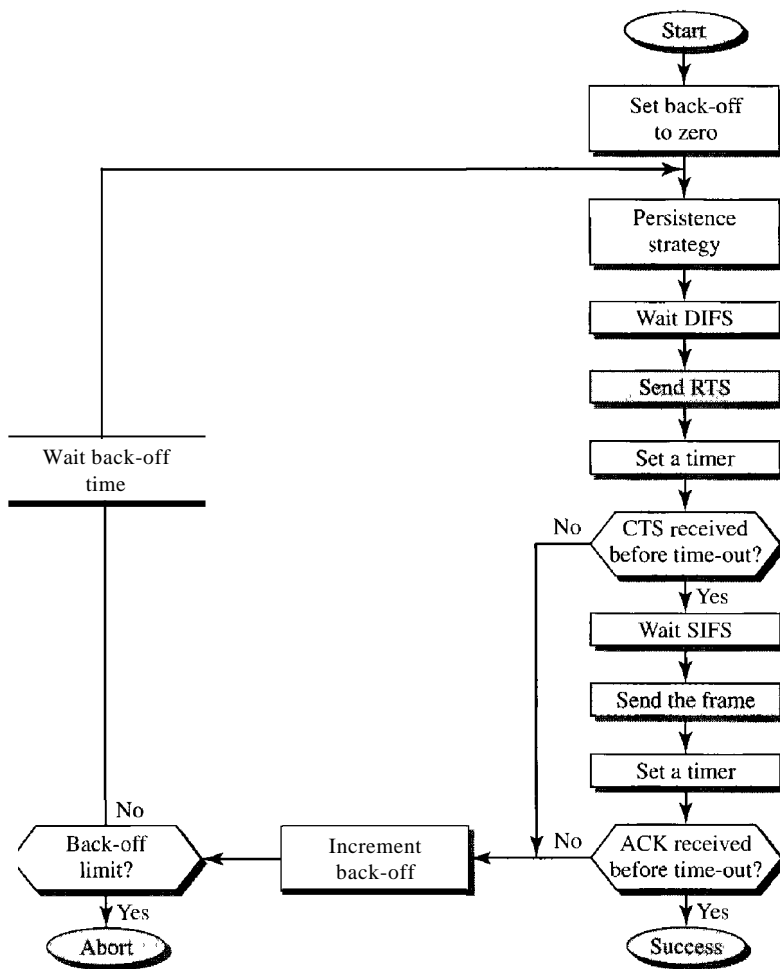 Start
Set back-off
to zero
Persistence
strategy
Wait DIFS
Send RTS
Wait back-off
time
Set a timer
No
CTS received
before time-out?
Yes
Wait SIFS
Send the frame
Set a timer
No
Back-off
limit?
Increment
back-off
No
ACK received
before time-out?
Yes
Abort
Yes
Success